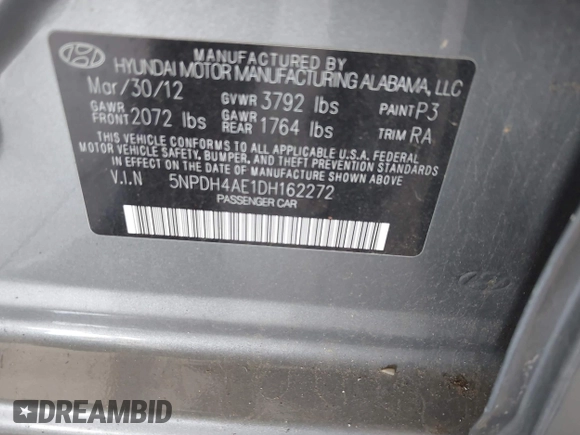 MANUFACTURED BY
HYUNDAI MOTOR MANUFACTURING ALABAMA, LLC
Mar/30/12 GVWR 3792 lbs PAINT P3
GAWR FRONT 2072 lbs GAWR REAR 1764 lbs TRIM RA
THIS VEHICLE CONFORMS TO ALL APPLICABLE U.S.A. FEDERAL
MOTOR VEHICLE SAFETY, BUMPER, AND THEFT PREVENTION STANDARDS
IN EFFECT ON THE DATE OF MANUFACTURE SHOWN ABOVE.
V.I.N 5NPDH4AE1DH162272
PASSENGER CAR
DREAMBID